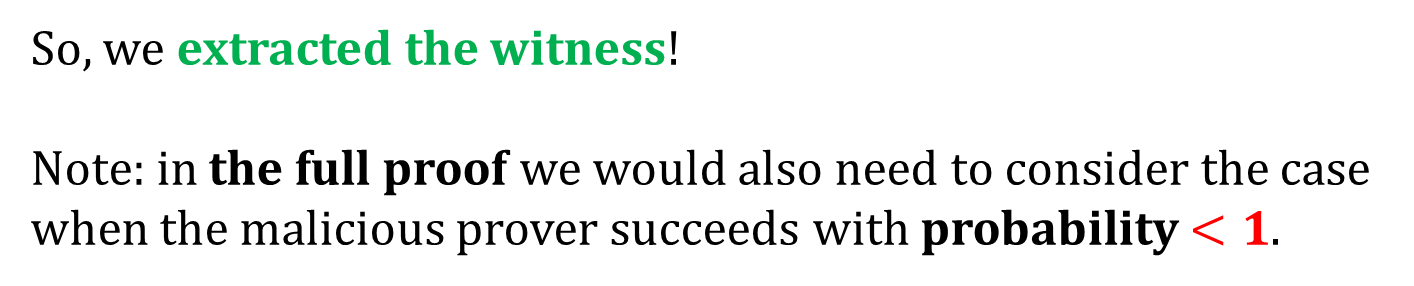 So, we extracted the witness!
Note: in the full proof we would also need to consider the case
when the malicious prover succeeds with probability < 1.